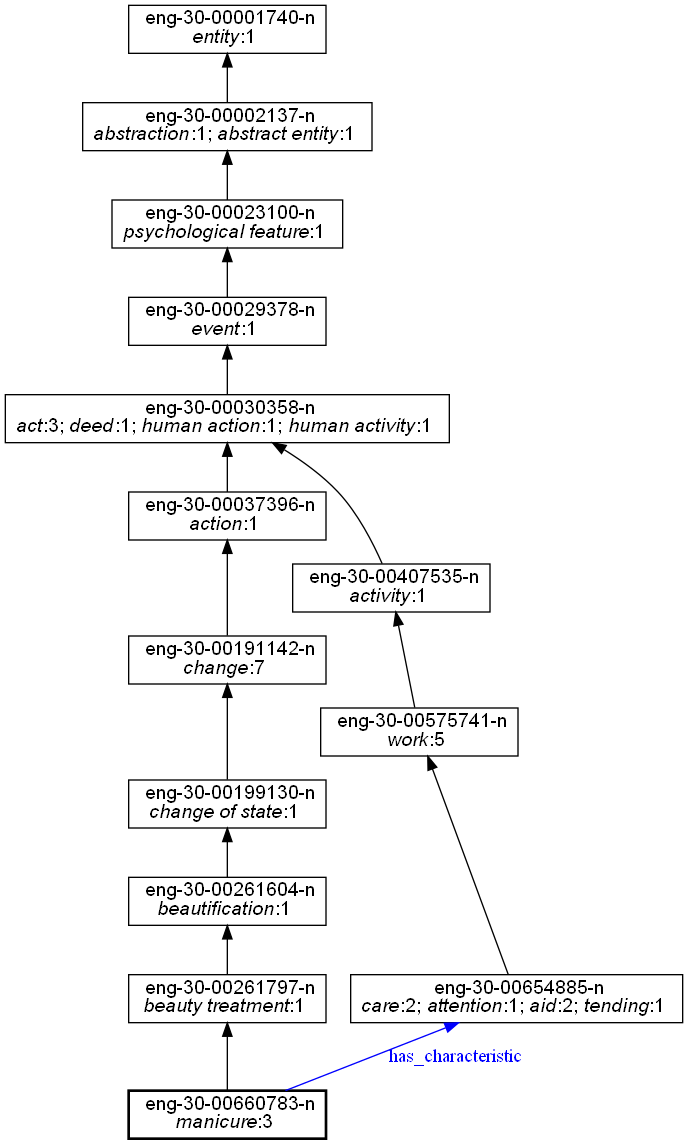 eng-30-00001740-n
entity:1
eng-30-00002137-n
abstraction:1; abstract entity:1
eng-30-00023100-n
psychological feature:1
eng-30-00029378-n
event:1
eng-30-00030358-n
act:3; deed:1; human action:1; human activity:1
eng-30-00037396-n
action:1
eng-30-00407535-n
activity:1
eng-30-00191142-n
change:7
eng-30-00575741-n
work:5
eng-30-00199130-n
change of state:1
eng-30-00261604-n
beautification:1
eng-30-00261797-n
beauty treatment:1
eng-30-00654885-n
care:2; attention:1; aid:2; tending:1
has_characteristic
eng-30-00660783-n
manicure:3